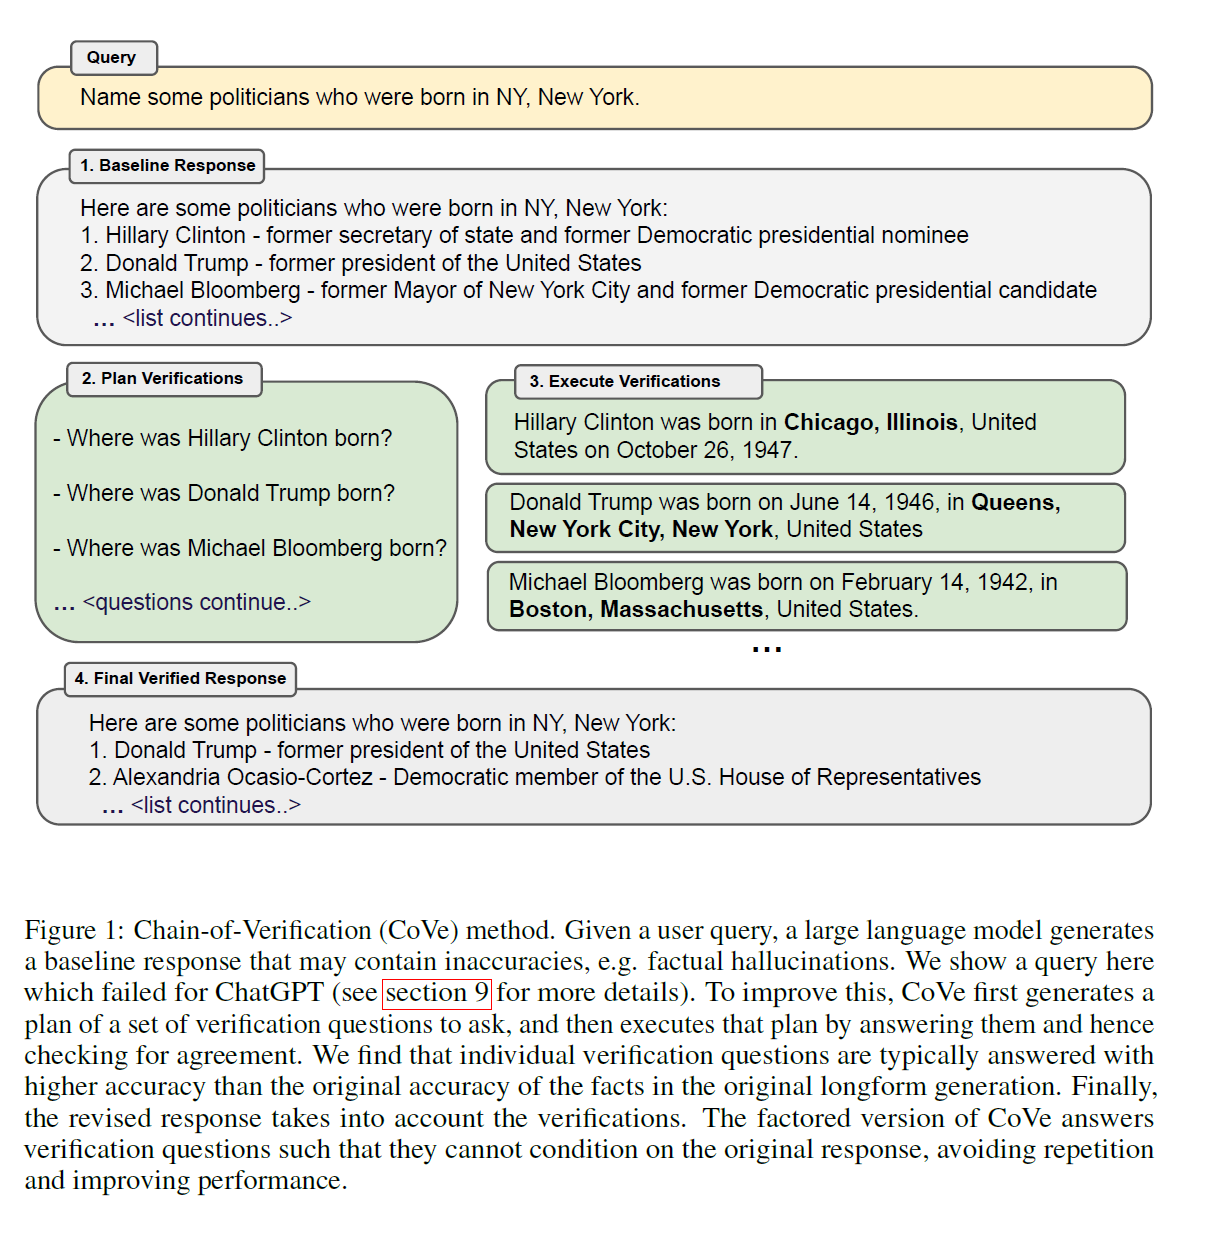 Query
Name some politicians who were born in NY, New York.
1. Baseline Response
Here are some politicians who were born in NY, New York:
1. Hillary Clinton - former secretary of state and former Democratic presidential nominee
2. Donald Trump - former president of the United States
3. Michael Bloomberg - former Mayor of New York City and former Democratic presidential candidate
... <list continues..>
2. Plan Verifications
- Where was Hillary Clinton born?
- Where was Donald Trump born?
- Where was Michael Bloomberg born?
... <questions continue..>
3. Execute Verifications
Hillary Clinton was born in Chicago, Illinois, United
States on October 26, 1947.
Donald Trump was born on June 14, 1946, in Queens,
New York City, New York, United States
Michael Bloomberg was born on February 14, 1942, in
Boston, Massachusetts, United States.
...
4. Final Verified Response
Here are some politicians who were born in NY, New York:
1. Donald Trump - former president of the United States
2. Alexandria Ocasio-Cortez - Democratic member of the U.S. House of Representatives
... <list continues..>
Figure 1: Chain-of-Verification (CoVe) method. Given a user query, a large language model generates
a baseline response that may contain inaccuracies, e.g. factual hallucinations. We show a query here
which failed for ChatGPT (see section 9 for more details). To improve this, CoVe first generates a
plan of a set of verification questions to ask, and then executes that plan by answering them and hence
checking for agreement. We find that individual verification questions are typically answered with
higher accuracy than the original accuracy of the facts in the original longform generation. Finally,
the revised response takes into account the verifications. The factored version of CoVe answers
verification questions such that they cannot condition on the original response, avoiding repetition
and improving performance.